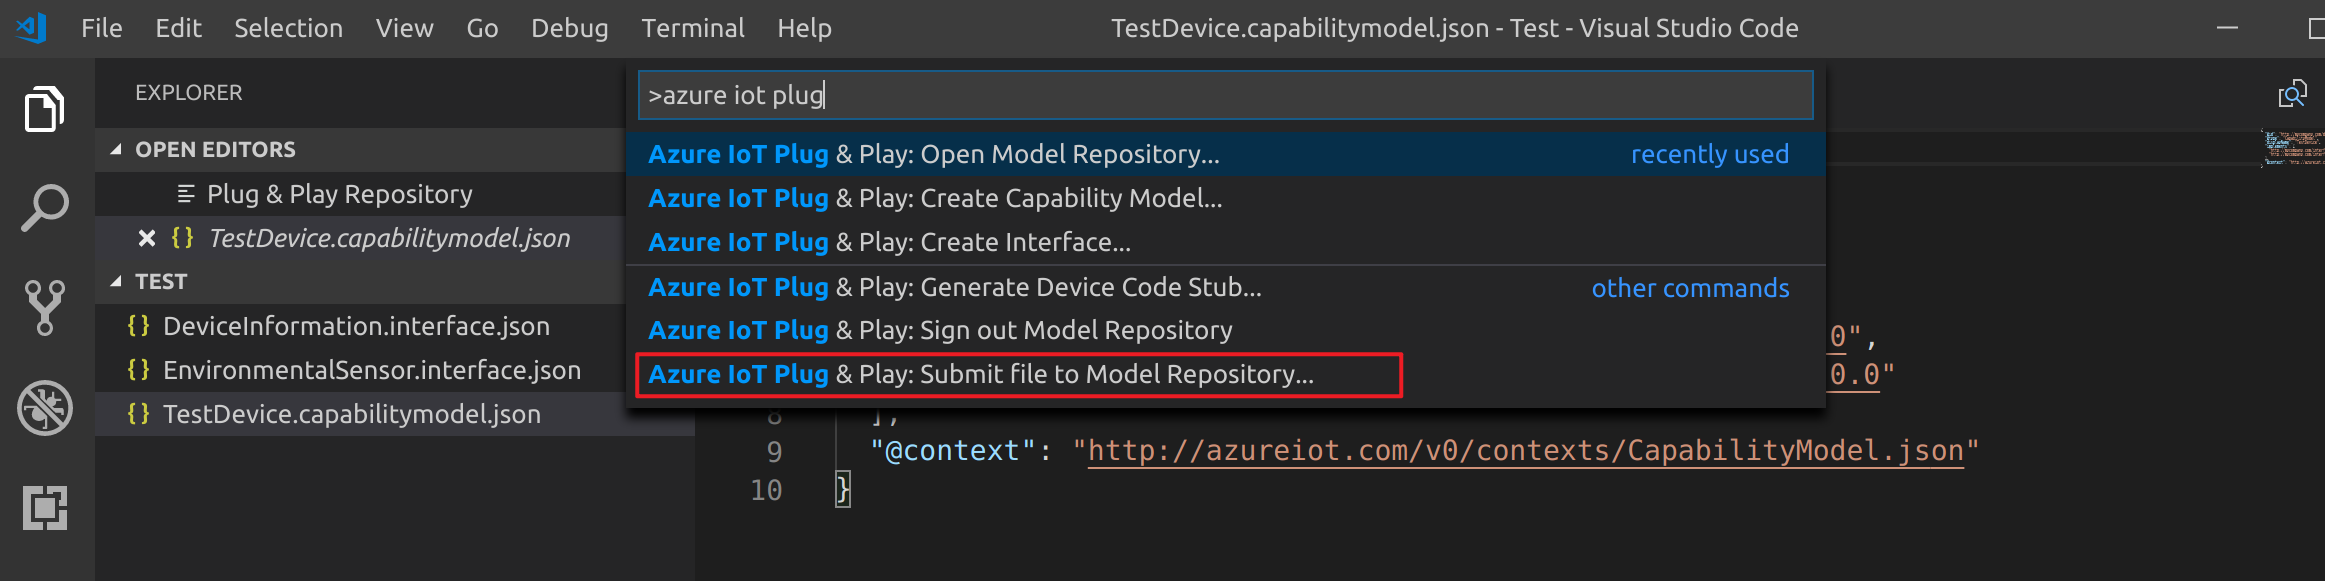 File Edit Selection View Go Debug Terminal Help TestDevice.capabilitymodel.json - Test - Visual Studio Code
EXPLORER
OPEN EDITORS
Plug & Play Repository
TestDevice.capabilitymodel.json
TEST
{} DeviceInformation.interface.json
{} EnvironmentalSensor.interface.json
{} TestDevice.capabilitymodel.json
>azure iot plug
Azure IoT Plug & Play: Open Model Repository... recently used
Azure IoT Plug & Play: Create Capability Model...
Azure IoT Plug & Play: Create Interface...
Azure IoT Plug & Play: Generate Device Code Stub... other commands
Azure IoT Plug & Play: Sign out Model Repository
Azure IoT Plug & Play: Submit file to Model Repository...
0",
0.0"
8 ],
9 "@context": "http://azureiot.com/v0/contexts/CapabilityModel.json"
10 }